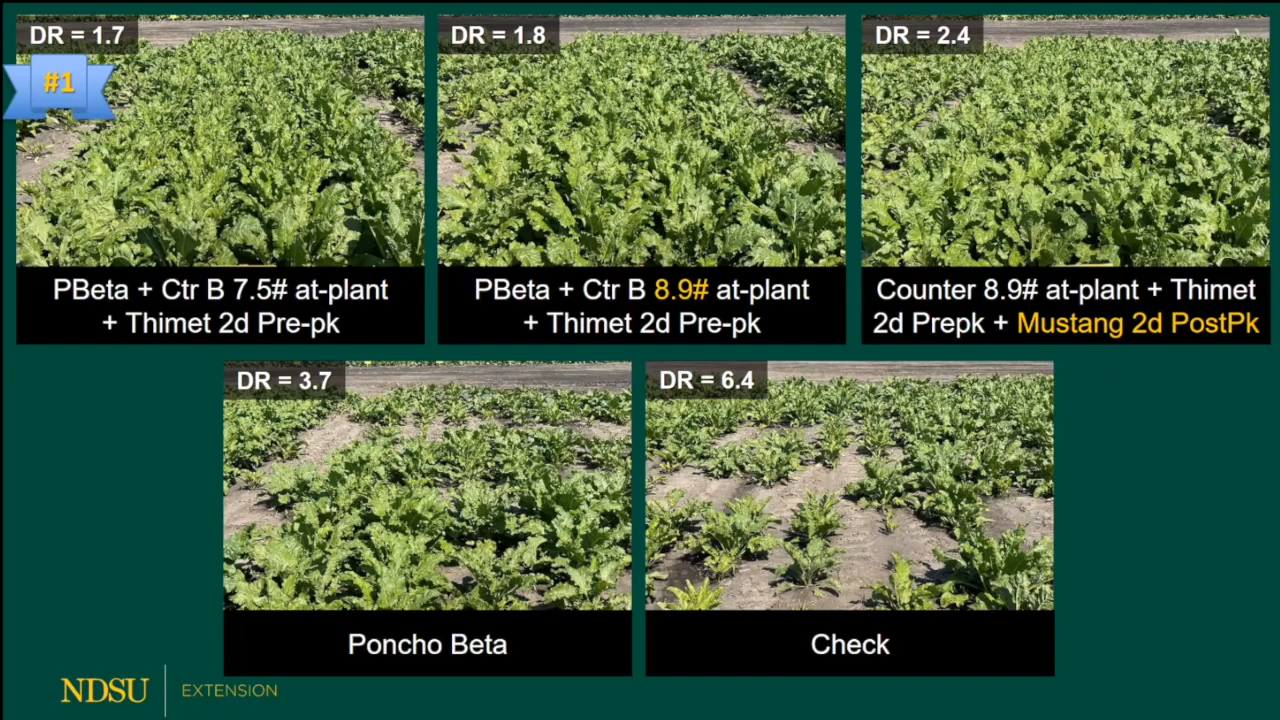 DR = 1.7
#1
PBeta + Ctr B 7.5# at-plant
+ Thimet 2d Pre-pk
DR = 1.8
PBeta + Ctr B 8.9# at-plant
+ Thimet 2d Pre-pk
DR = 2.4
Counter 8.9# at-plant + Thimet
2d Prepk + Mustang 2d PostPk
DR = 3.7
Poncho Beta
DR = 6.4
Check
NDSU
EXTENSION